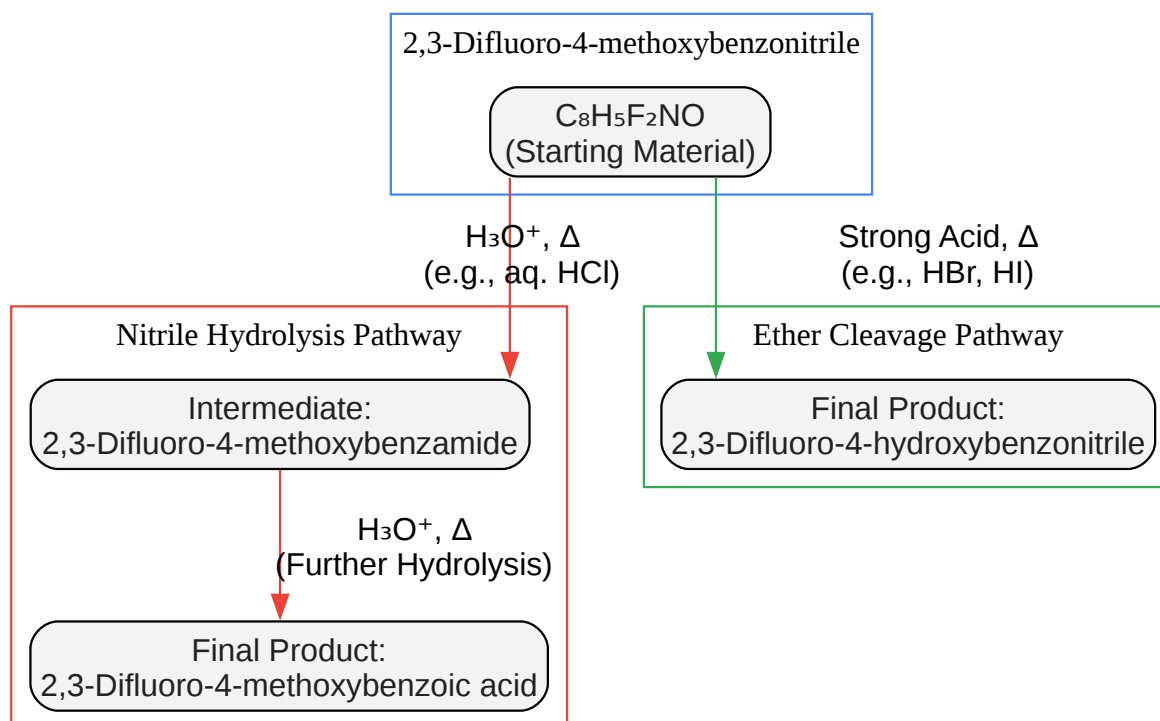 2,3-Difluoro-4-methoxybenzonitrile
C₈H₅F₂NO
(Starting Material)
H₃O⁺, Δ
(e.g., aq. HCl)
Strong Acid, Δ
(e.g., HBr, HI)
Nitrile Hydrolysis Pathway
Intermediate:
2,3-Difluoro-4-methoxybenzamide
H₃O⁺, Δ
(Further Hydrolysis)
Final Product:
2,3-Difluoro-4-methoxybenzoic acid
Ether Cleavage Pathway
Final Product:
2,3-Difluoro-4-hydroxybenzonitrile